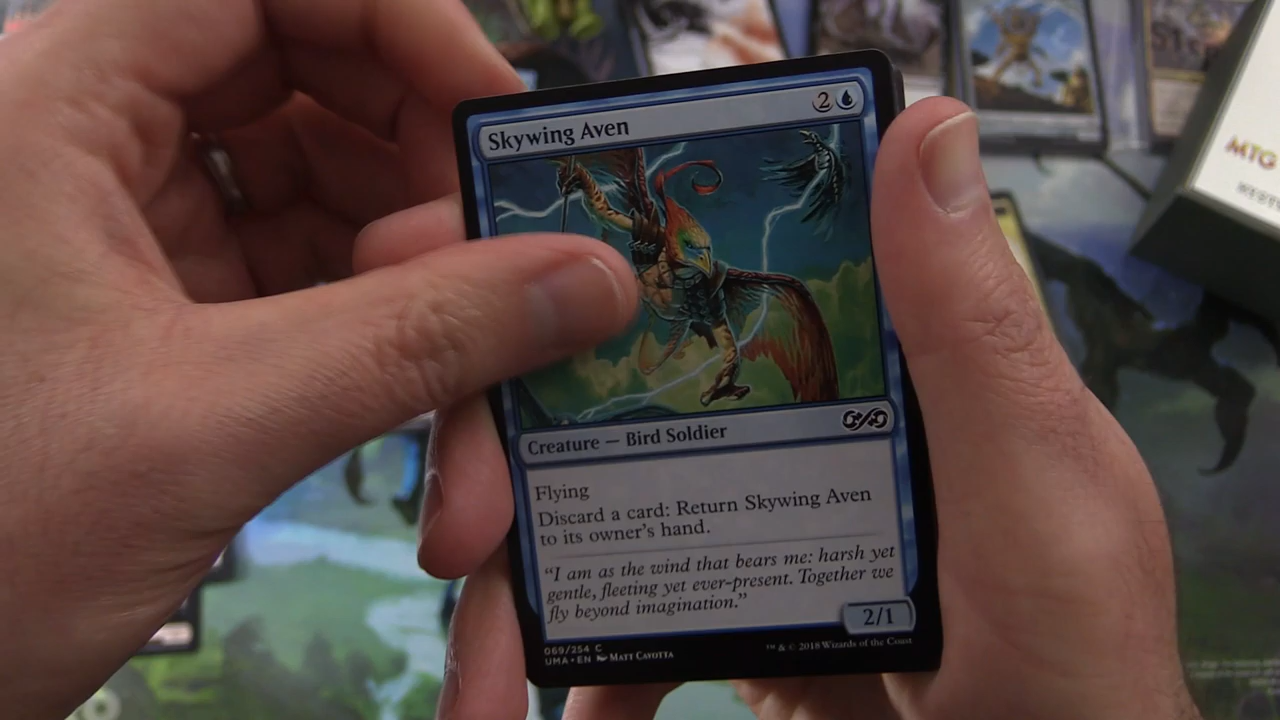 Skywing Aven
2
MTG
Creature — Bird Soldier
Flying
Discard a card: Return Skywing Aven
to its owner's hand.
"I am as the wind that bears me: harsh yet
gentle, fleeting yet ever-present. Together we
fly beyond imagination."
2/1
069/254 C
UMA • EN Matt Cavotta
™ & © 2018 Wizards of the Coast